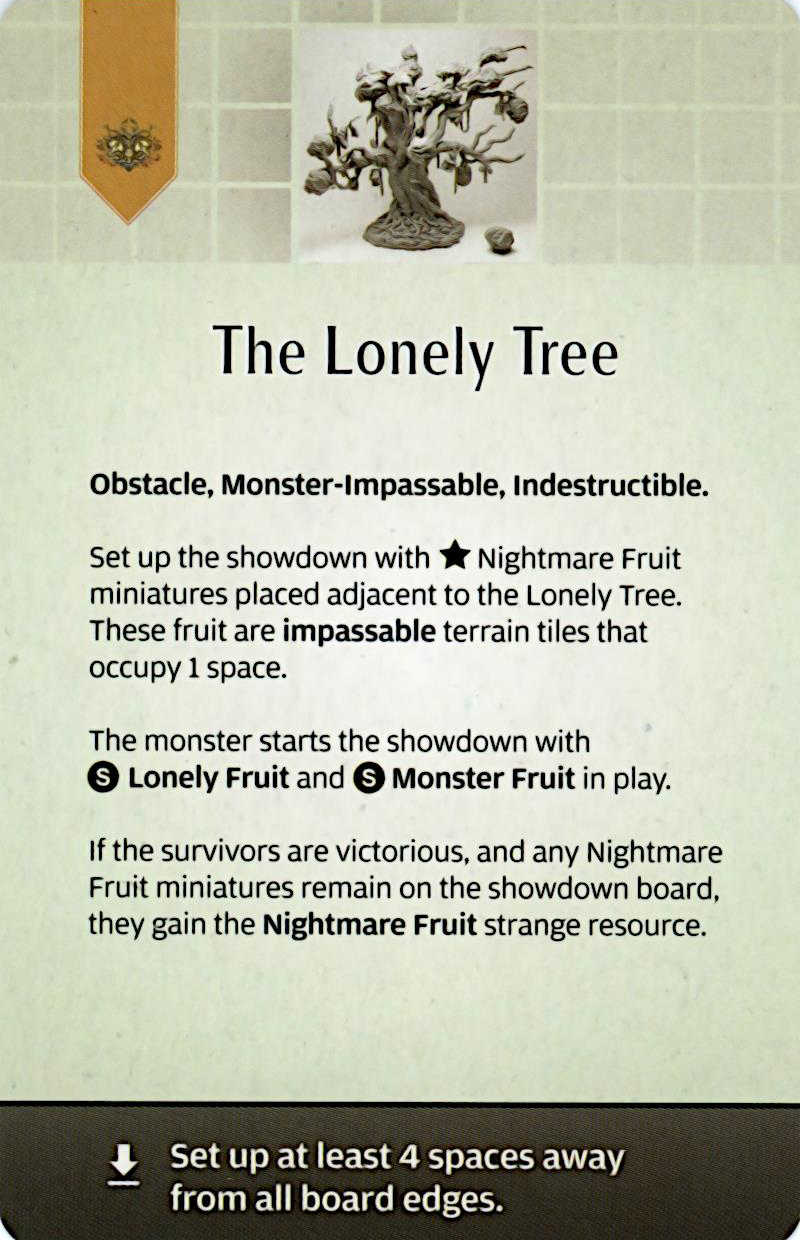 The Lonely Tree
Obstacle, Monster-Impassable, Indestructible.
Set up the showdown with ★ Nightmare Fruit
miniatures placed adjacent to the Lonely Tree.
These fruit are impassable terrain tiles that
occupy 1 space.
The monster starts the showdown with
Ⓢ Lonely Fruit and Ⓢ Monster Fruit in play.
If the survivors are victorious, and any Nightmare
Fruit miniatures remain on the showdown board,
they gain the Nightmare Fruit strange resource.
Set up at least 4 spaces away
from all board edges.